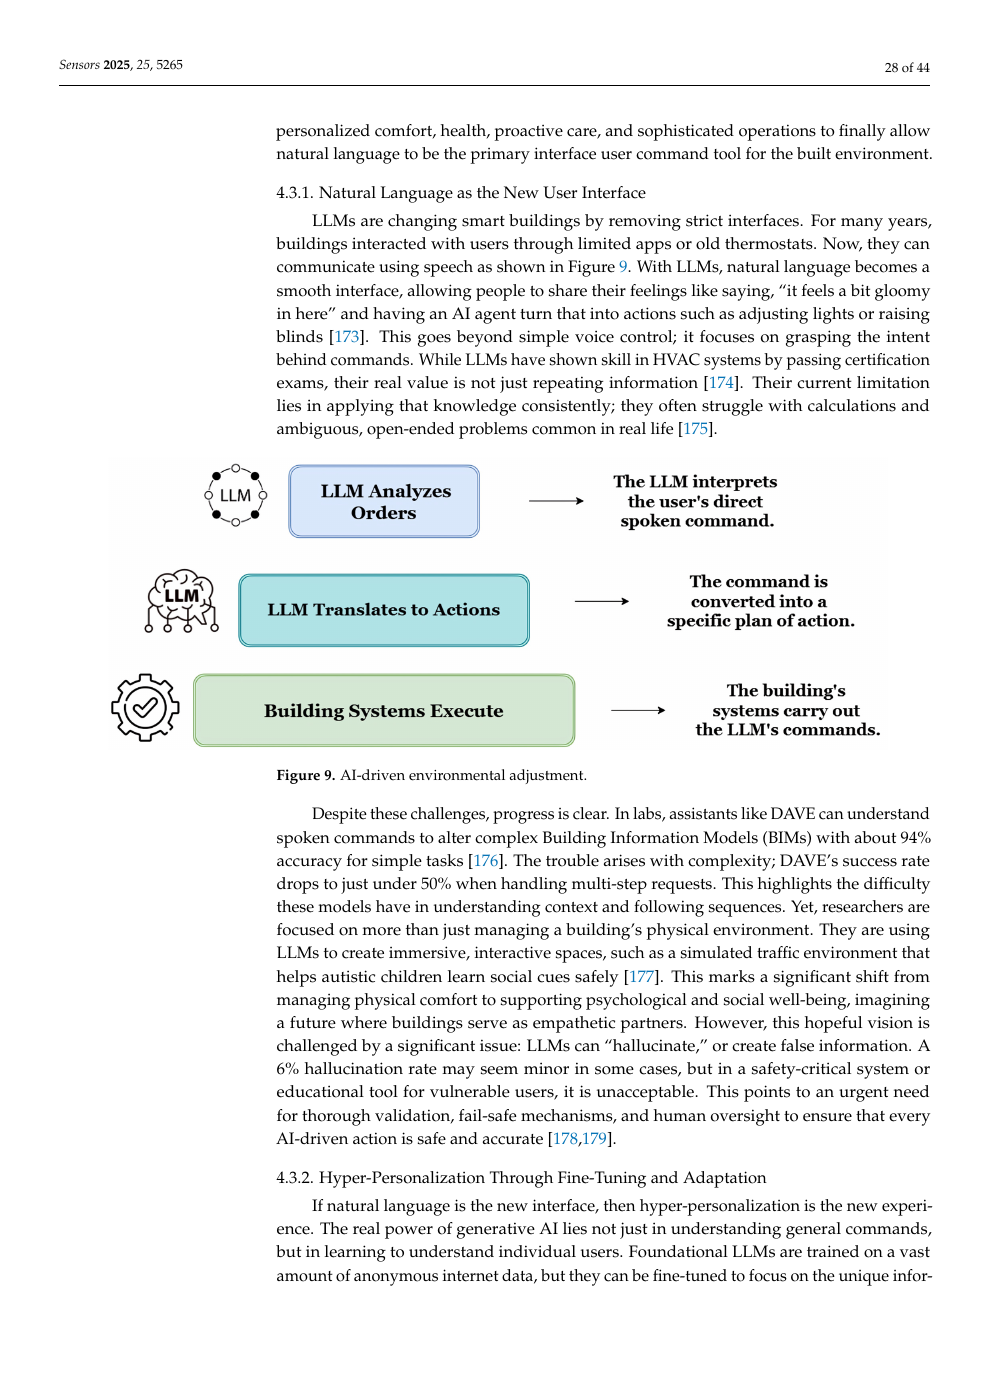 Sensors 2025, 25, 5265
28 of 44
personalized comfort, health, proactive care, and sophisticated operations to finally allow
natural language to be the primary interface user command tool for the built environment.
4.3.1. Natural Language as the New User Interface
LLMs are changing smart buildings by removing strict interfaces. For many years,
buildings interacted with users through limited apps or old thermostats. Now, they can
communicate using speech as shown in Figure 9. With LLMs, natural language becomes a
smooth interface, allowing people to share their feelings like saying, “it feels a bit gloomy
in here” and having an AI agent turn that into actions such as adjusting lights or raising
blinds [173]. This goes beyond simple voice control; it focuses on grasping the intent
behind commands. While LLMs have shown skill in HVAC systems by passing certification
exams, their real value is not just repeating information [174]. Their current limitation
lies in applying that knowledge consistently; they often struggle with calculations and
ambiguous, open-ended problems common in real life [175].
LLM
LLM Analyzes
Orders
The LLM interprets
the user's direct
spoken command.
LLM
LLM Translates to Actions
The command is
converted into a
specific plan of action.
Building Systems Execute
The building's
systems carry out
the LLM's commands.
Figure 9. AI-driven environmental adjustment.
Despite these challenges, progress is clear. In labs, assistants like DAVE can understand
spoken commands to alter complex Building Information Models (BIMs) with about 94%
accuracy for simple tasks [176]. The trouble arises with complexity; DAVE’s success rate
drops to just under 50% when handling multi-step requests. This highlights the difficulty
these models have in understanding context and following sequences. Yet, researchers are
focused on more than just managing a building’s physical environment. They are using
LLMs to create immersive, interactive spaces, such as a simulated traffic environment that
helps autistic children learn social cues safely [177]. This marks a significant shift from
managing physical comfort to supporting psychological and social well-being, imagining
a future where buildings serve as empathetic partners. However, this hopeful vision is
challenged by a significant issue: LLMs can “hallucinate,” or create false information. A
6% hallucination rate may seem minor in some cases, but in a safety-critical system or
educational tool for vulnerable users, it is unacceptable. This points to an urgent need
for thorough validation, fail-safe mechanisms, and human oversight to ensure that every
AI-driven action is safe and accurate [178,179].
4.3.2. Hyper-Personalization Through Fine-Tuning and Adaptation
If natural language is the new interface, then hyper-personalization is the new experi-
ence. The real power of generative AI lies not just in understanding general commands,
but in learning to understand individual users. Foundational LLMs are trained on a vast
amount of anonymous internet data, but they can be fine-tuned to focus on the unique infor-